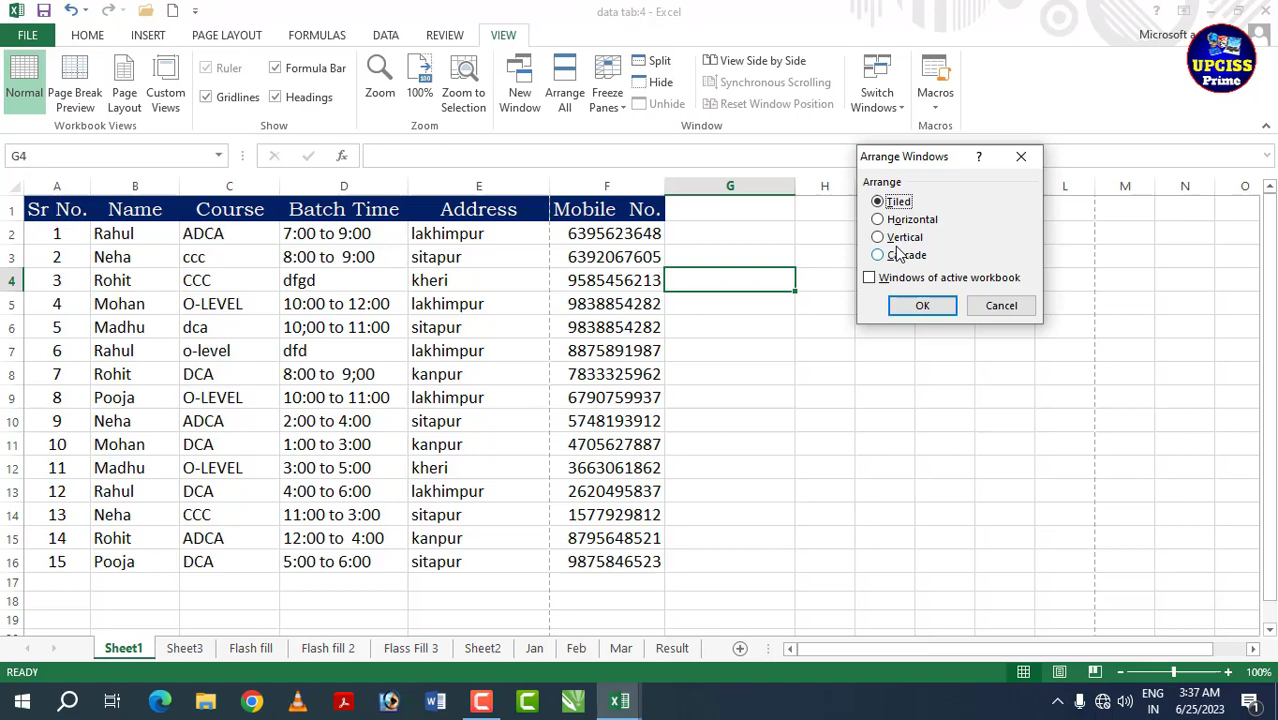 data tab:4 - Excel
FILE HOME INSERT PAGE LAYOUT FORMULAS DATA REVIEW VIEW Microsoft a
UPCISS
Prime
Normal
Page Break
Preview
Page
Layout
Custom
Views
Workbook Views
Ruler Formula Bar
Gridlines Headings
Show
Zoom
100%
Zoom to
Selection
Zoom
New
Window
Arrange
All
Freeze
Panes
Split
Hide
Unhide
View Side by Side
Synchronous Scrolling
Reset Window Position
Window
Switch
Windows
Macros
Macros
G4
fx
Arrange Windows ?
Arrange
Tiled
Horizontal
Vertical
Windows of active workbook
OK Cancel
A B C D E F G H L M N O
1 Sr No. Name Course Batch Time Address Mobile No.
2 1 Rahul ADCA 7:00 to 9:00 lakhimpur 6395623648
3 2 Neha ccc 8:00 to 9:00 sitapur 6392067605
4 3 Rohit CCC dfgd kheri 9585456213
5 4 Mohan O-LEVEL 10:00 to 12:00 lakhimpur 9838854282
6 5 Madhu dca 10;00 to 11:00 sitapur 9838854282
7 6 Rahul o-level dfd lakhimpur 8875891987
8 7 Rohit DCA 8:00 to 9;00 kanpur 7833325962
9 8 Pooja O-LEVEL 10:00 to 11:00 lakhimpur 6790759937
10 9 Neha ADCA 2:00 to 4:00 sitapur 5748193912
11 10 Mohan DCA 1:00 to 3:00 kanpur 4705627887
12 11 Madhu O-LEVEL 3:00 to 5:00 kheri 3663061862
13 12 Rahul DCA 4:00 to 6:00 lakhimpur 2620495837
14 13 Neha CCC 11:00 to 3:00 sitapur 1577929812
15 14 Rohit ADCA 12:00 to 4:00 kanpur 8795648521
16 15 Pooja DCA 5:00 to 6:00 sitapur 9875846523
17
18
19
Sheet1 Sheet3 Flash fill Flash fill 2 Flass Fill 3 Sheet2 Jan Feb Mar Result
READY 100%
ENG 3:37 AM
IN 6/25/2023